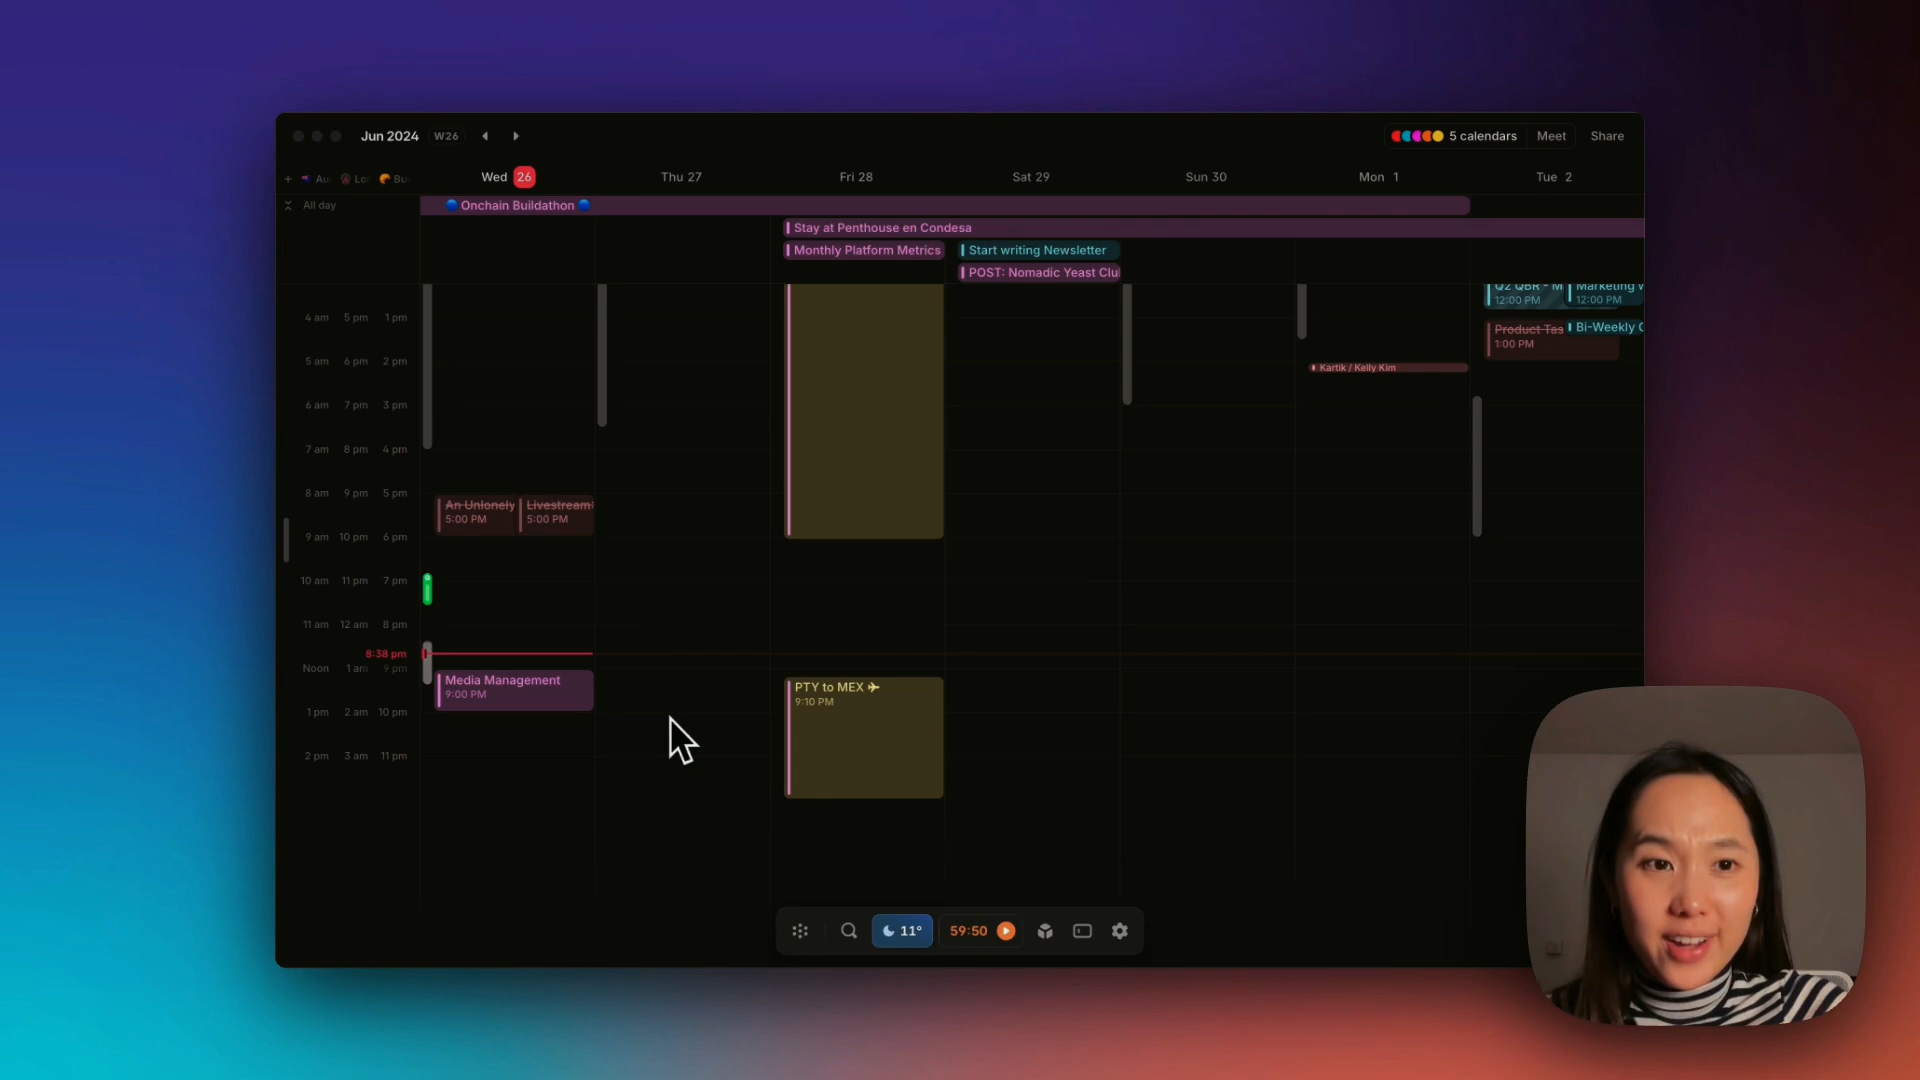 Jun 2024 W26
5 calendars Meet Share
Au Lo Bu
Wed 26 Thu 27 Fri 28 Sat 29 Sun 30 Mon 1 Tue 2
All day
Onchain Buildathon
Stay at Penthouse en Condesa
Monthly Platform Metrics
Start writing Newsletter
POST: Nomadic Yeast Clu
Q2 QBR - M
12:00 PM
Marketing
12:00 PM
4 am 5 pm 1 pm
Product Tes
1:00 PM
Bi-Weekly
5 am 6 pm 2 pm
Kartik / Kelly Kim
6 am 7 pm 3 pm
7 am 8 pm 4 pm
8 am 9 pm 5 pm
An Unlonely
5:00 PM
Livestream
5:00 PM
9 am 10 pm 6 pm
10 am 11 pm 7 pm
11 am 12 am 8 pm
8:38 pm
Noon 1 am 9 pm
Media Management
9:00 PM
PTY to MEX ✈
9:10 PM
1 pm 2 am 10 pm
2 pm 3 am 11 pm
11° 59:50